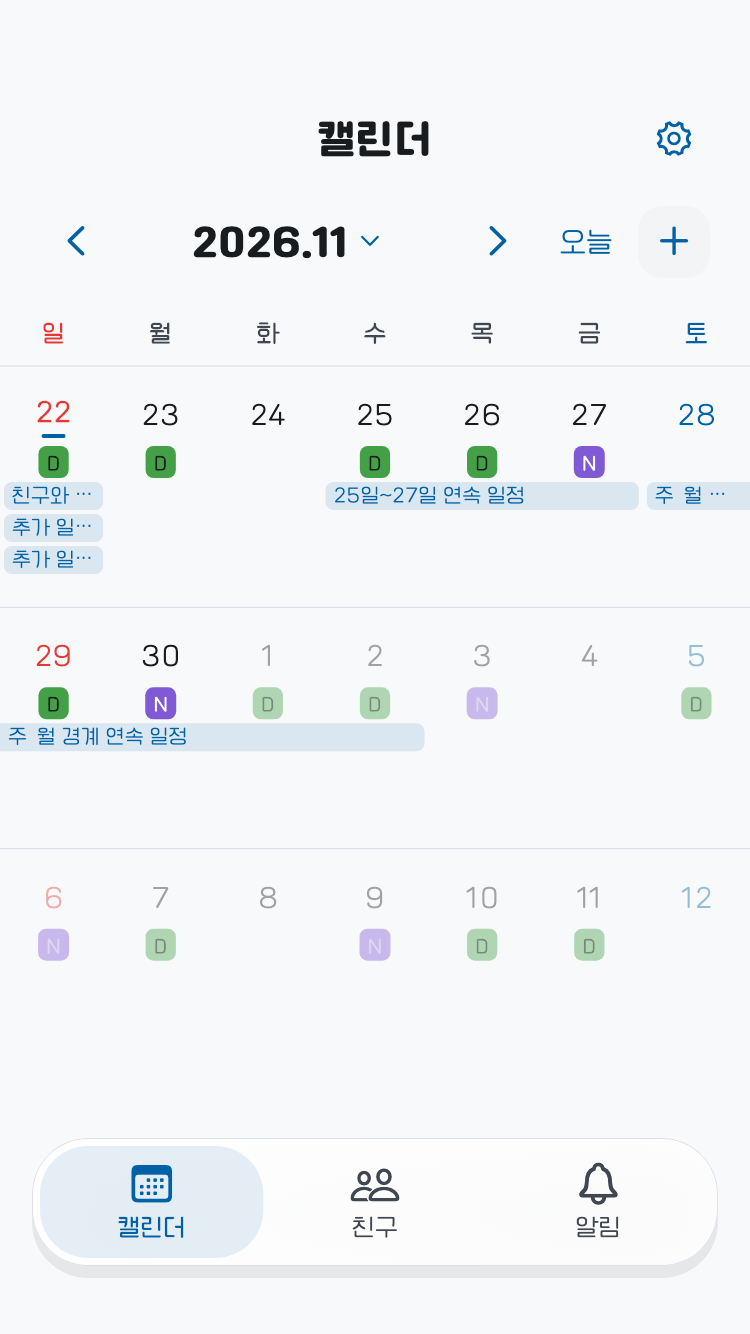 캘린더
2026.11 오늘
일 월 화 수 목 금 토
22 23 24 25 26 27 28
D D D D N
친구와 ··· 25일~27일 연속 일정 주 월 ···
추가 일···
추가 일···
29 30 1 2 3 4 5
D N D D N D
주 월 경계 연속 일정
6 7 8 9 10 11 12
N D N D D
캘린더 친구 알림